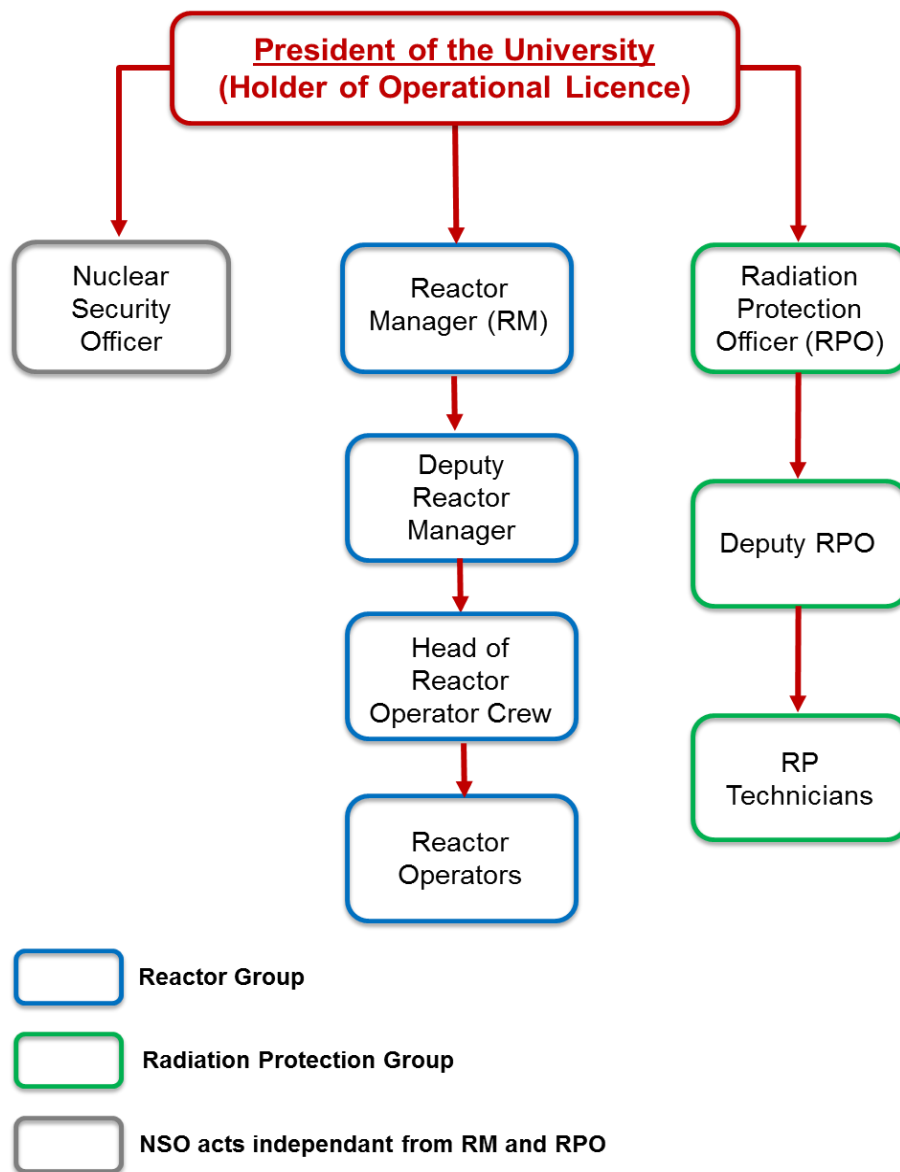 President of the University
(Holder of Operational Licence)
Nuclear
Security
Officer
Reactor
Manager (RM)
Radiation
Protection
Officer (RPO)
Deputy
Reactor
Manager
Deputy RPO
Head of
Reactor
Operator Crew
RP
Technicians
Reactor
Operators
Reactor Group
Radiation Protection Group
NSO acts independant from RM and RPO